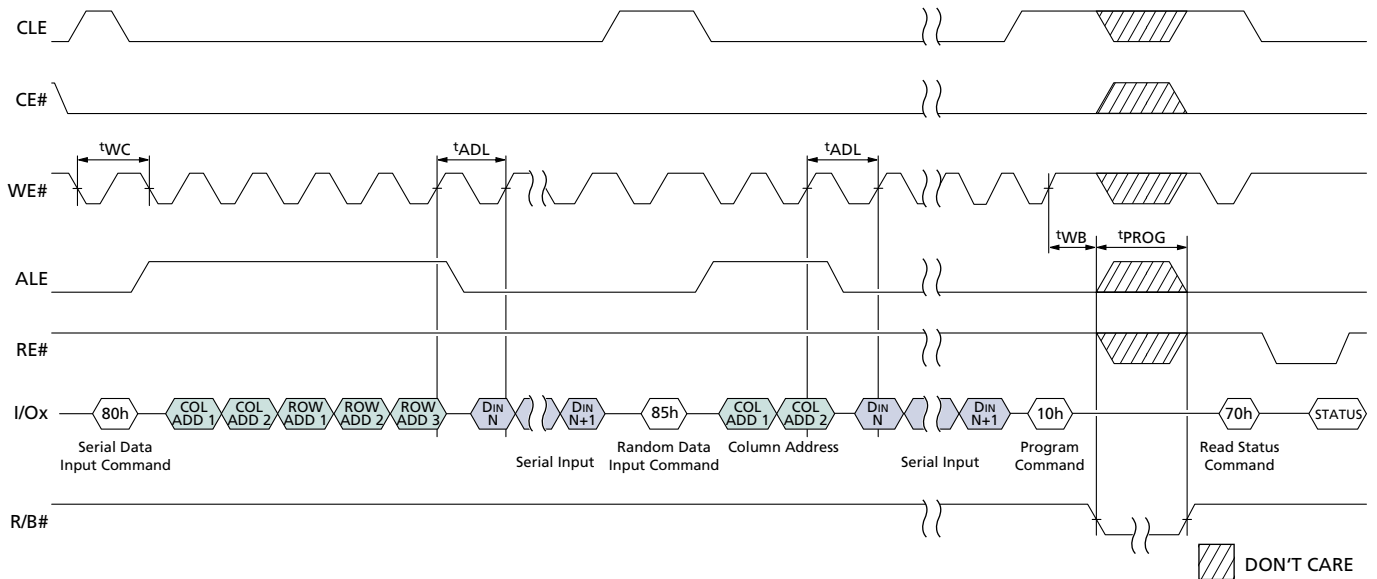 CLE
CE#
tWC
tADL
tADL
WE#
tWB
tPROG
ALE
RE#
I/Ox
80h
COL
ADD 1
COL
ADD 2
ROW
ADD 1
ROW
ADD 2
ROW
ADD 3
DIN
N
DIN
N+1
85h
COL
ADD 1
COL
ADD 2
DIN
N
DIN
N+1
10h
70h
STATUS
Serial Data
Input Command
Serial Input
Random Data
Input Command
Column Address
Serial Input
Program
Command
Read Status
Command
R/B#
DON'T CARE